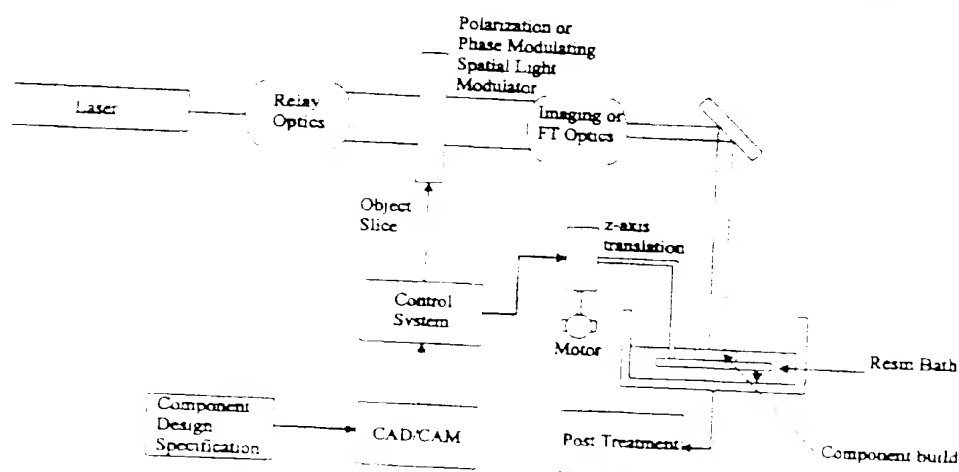 Polarization or
Phase Modulating
Spatial Light
Modulator
Laser
Relay
Optics
Imaging or
FT Optics
Object
Slice
z-axis
translation
Control
System
Motor
Resin Bath
Component
Design
Specification
CAD/CAM
Post Treatment
Component build